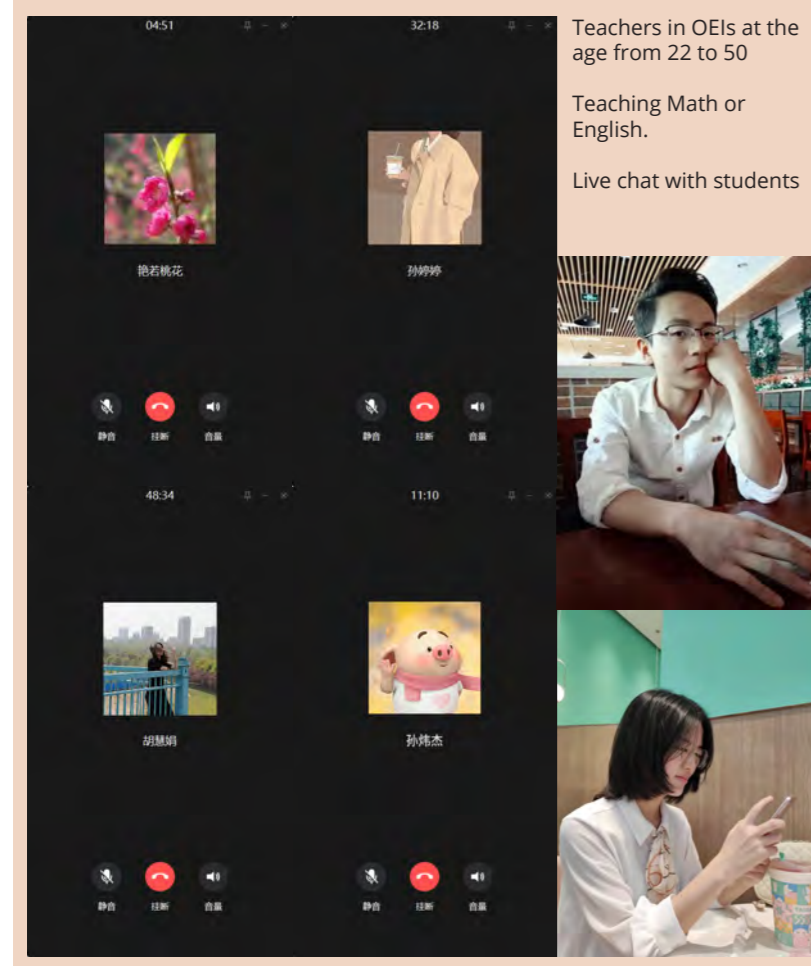 04:51
32:18
艳若桃花
孙婷婷
静音
挂断
音量
静音
挂断
音量
48:34
11:10
胡慧娟
孙炜杰
静音
挂断
音量
静音
挂断
音量
Teachers in OEIs at the
age from 22 to 50
Teaching Math or
English.
Live chat with students